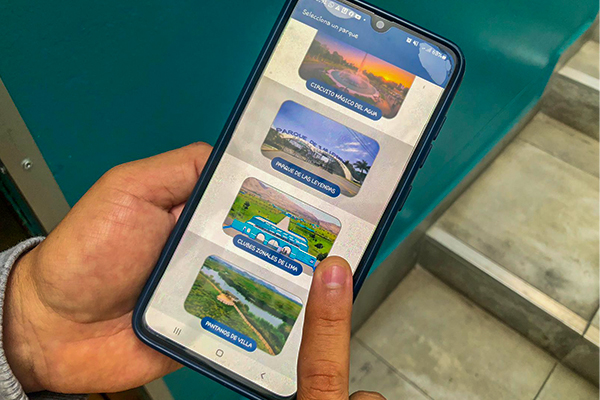 Selecciona un parque
CIRCUITO MÁGICO DEL AGUA
PARQUE DE LAS LEYENDAS
CLUBES ZONALES DE LIMA
PANTANOS DE VILLA